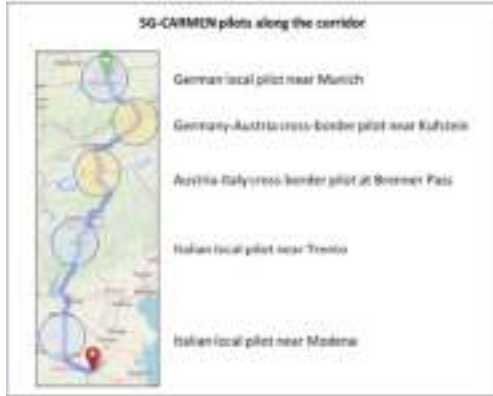 5G-CARMEN pilots along the corridor
German local pilot near Munich
Germany-Austria cross-border pilot near Kufstein
Austria-Italy cross border pilot at Brenner Pass
Italian local pilot near Trento
Italian local pilot near Modena